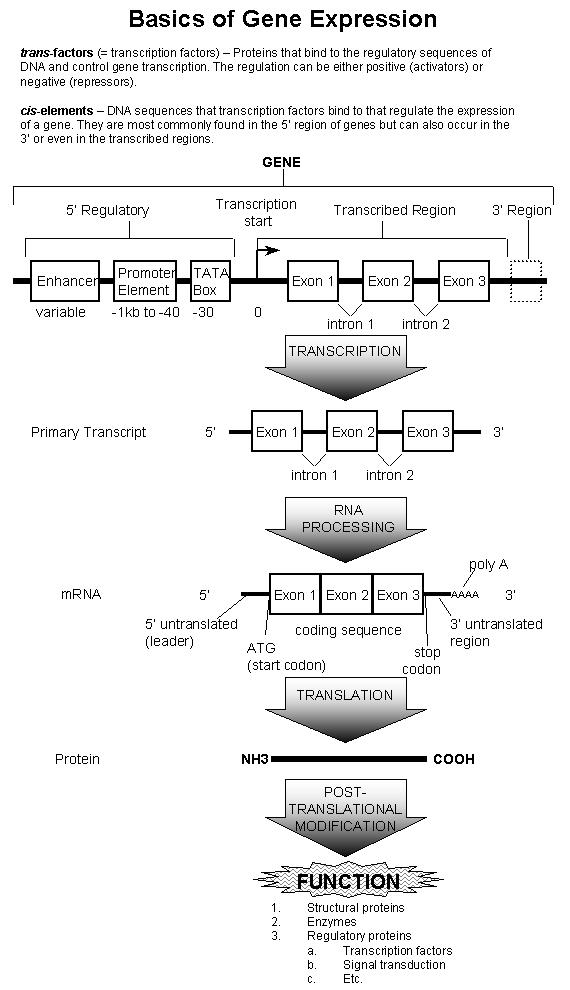 Basics of Gene Expression
trans-factors (= transcription factors) – Proteins that bind to the regulatory sequences of
DNA and control gene transcription. The regulation can be either positive (activators) or
negative (repressors).
cis-elements – DNA sequences that transcription factors bind to that regulate the expression
of a gene. They are most commonly found in the 5' region of genes but can also occur in the
3' or even in the transcribed regions.
GENE
5' Regulatory
Transcription
start
Transcribed Region
3' Region
Enhancer
Promoter
Element
TATA
Box
Exon 1
Exon 2
Exon 3
variable
-1kb to -40
-30
0
intron 1
intron 2
TRANSCRIPTION
Primary Transcript
5'
Exon 1
Exon 2
Exon 3
3'
intron 1
intron 2
RNA
PROCESSING
poly A
mRNA
5'
Exon 1
Exon 2
Exon 3
AAAA
3'
5' untranslated
(leader)
ATG
(start codon)
coding sequence
stop
codon
3' untranslated
region
TRANSLATION
Protein
NH3
COOH
POST-
TRANSLATIONAL
MODIFICATION
FUNCTION
1. Structural proteins
2. Enzymes
3. Regulatory proteins
a. Transcription factors
b. Signal transduction
c. Etc.